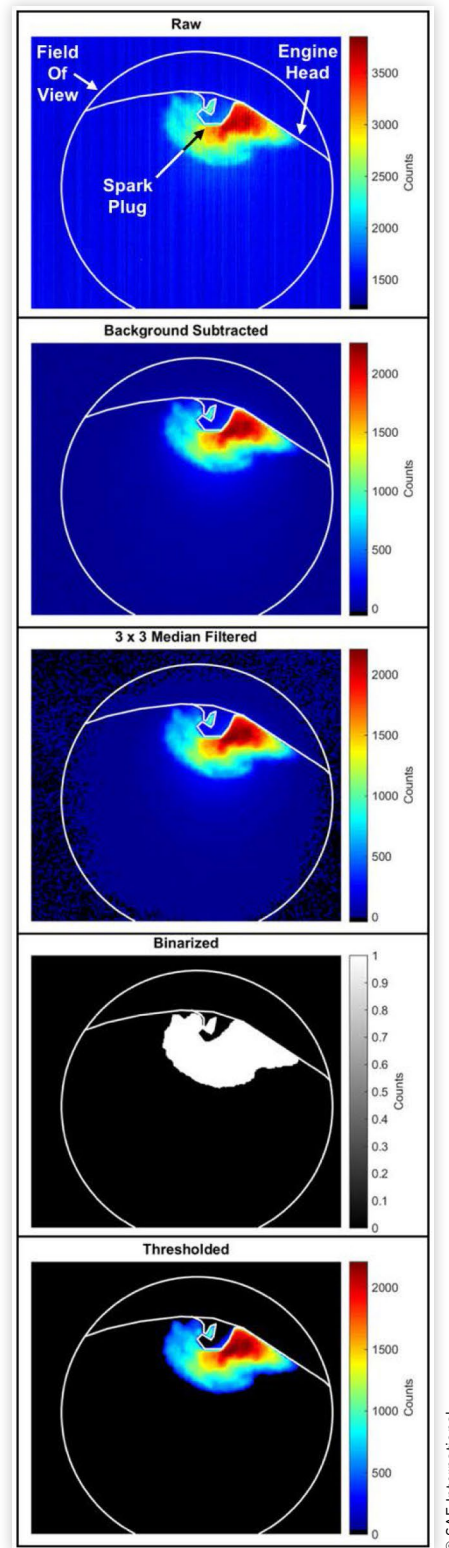 Raw
Field
Of
View
Engine
Head
Spark
Plug
3500
3000
2500
2000
1500
Counts
Background Subtracted
2000
1500
1000
500
0
Counts
3 x 3 Median Filtered
2000
1500
1000
500
0
Counts
Binarized
1
0.9
0.8
0.7
0.6
0.5
0.4
0.3
0.2
0.1
0
Counts
Thresholded
2000
1500
1000
500
0
Counts
© SAE International